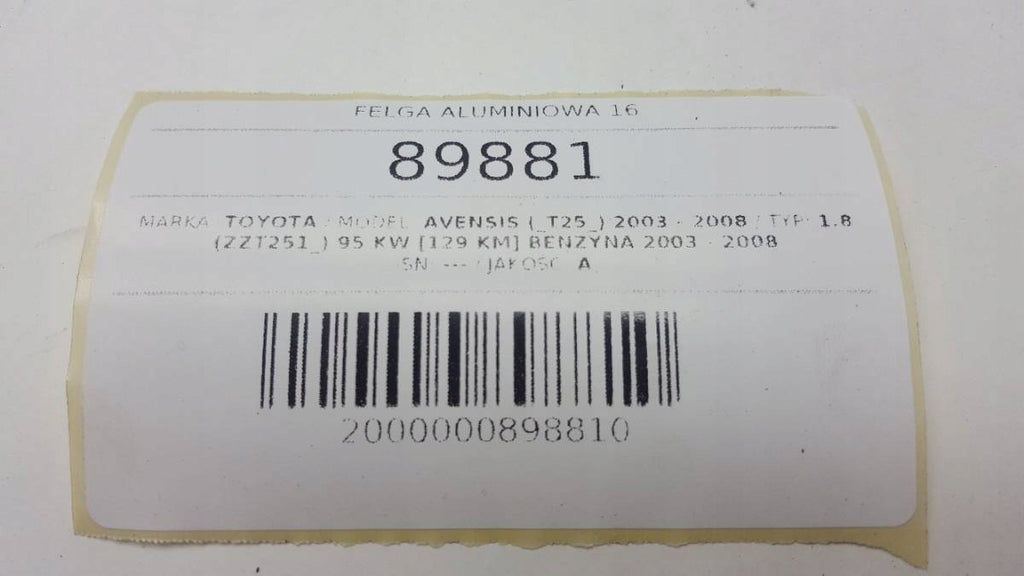 FELGA ALUMINIOWA 16
89881
MARKA: TOYOTA / MODEL: AVENSIS (_T25_) 2003 - 2008 / TYP: 1.8
(ZZT251_) 95 KW [129 KM] BENZYNA 2003 - 2008
SN: --- / JAKOŚĆ: A
2000000898810